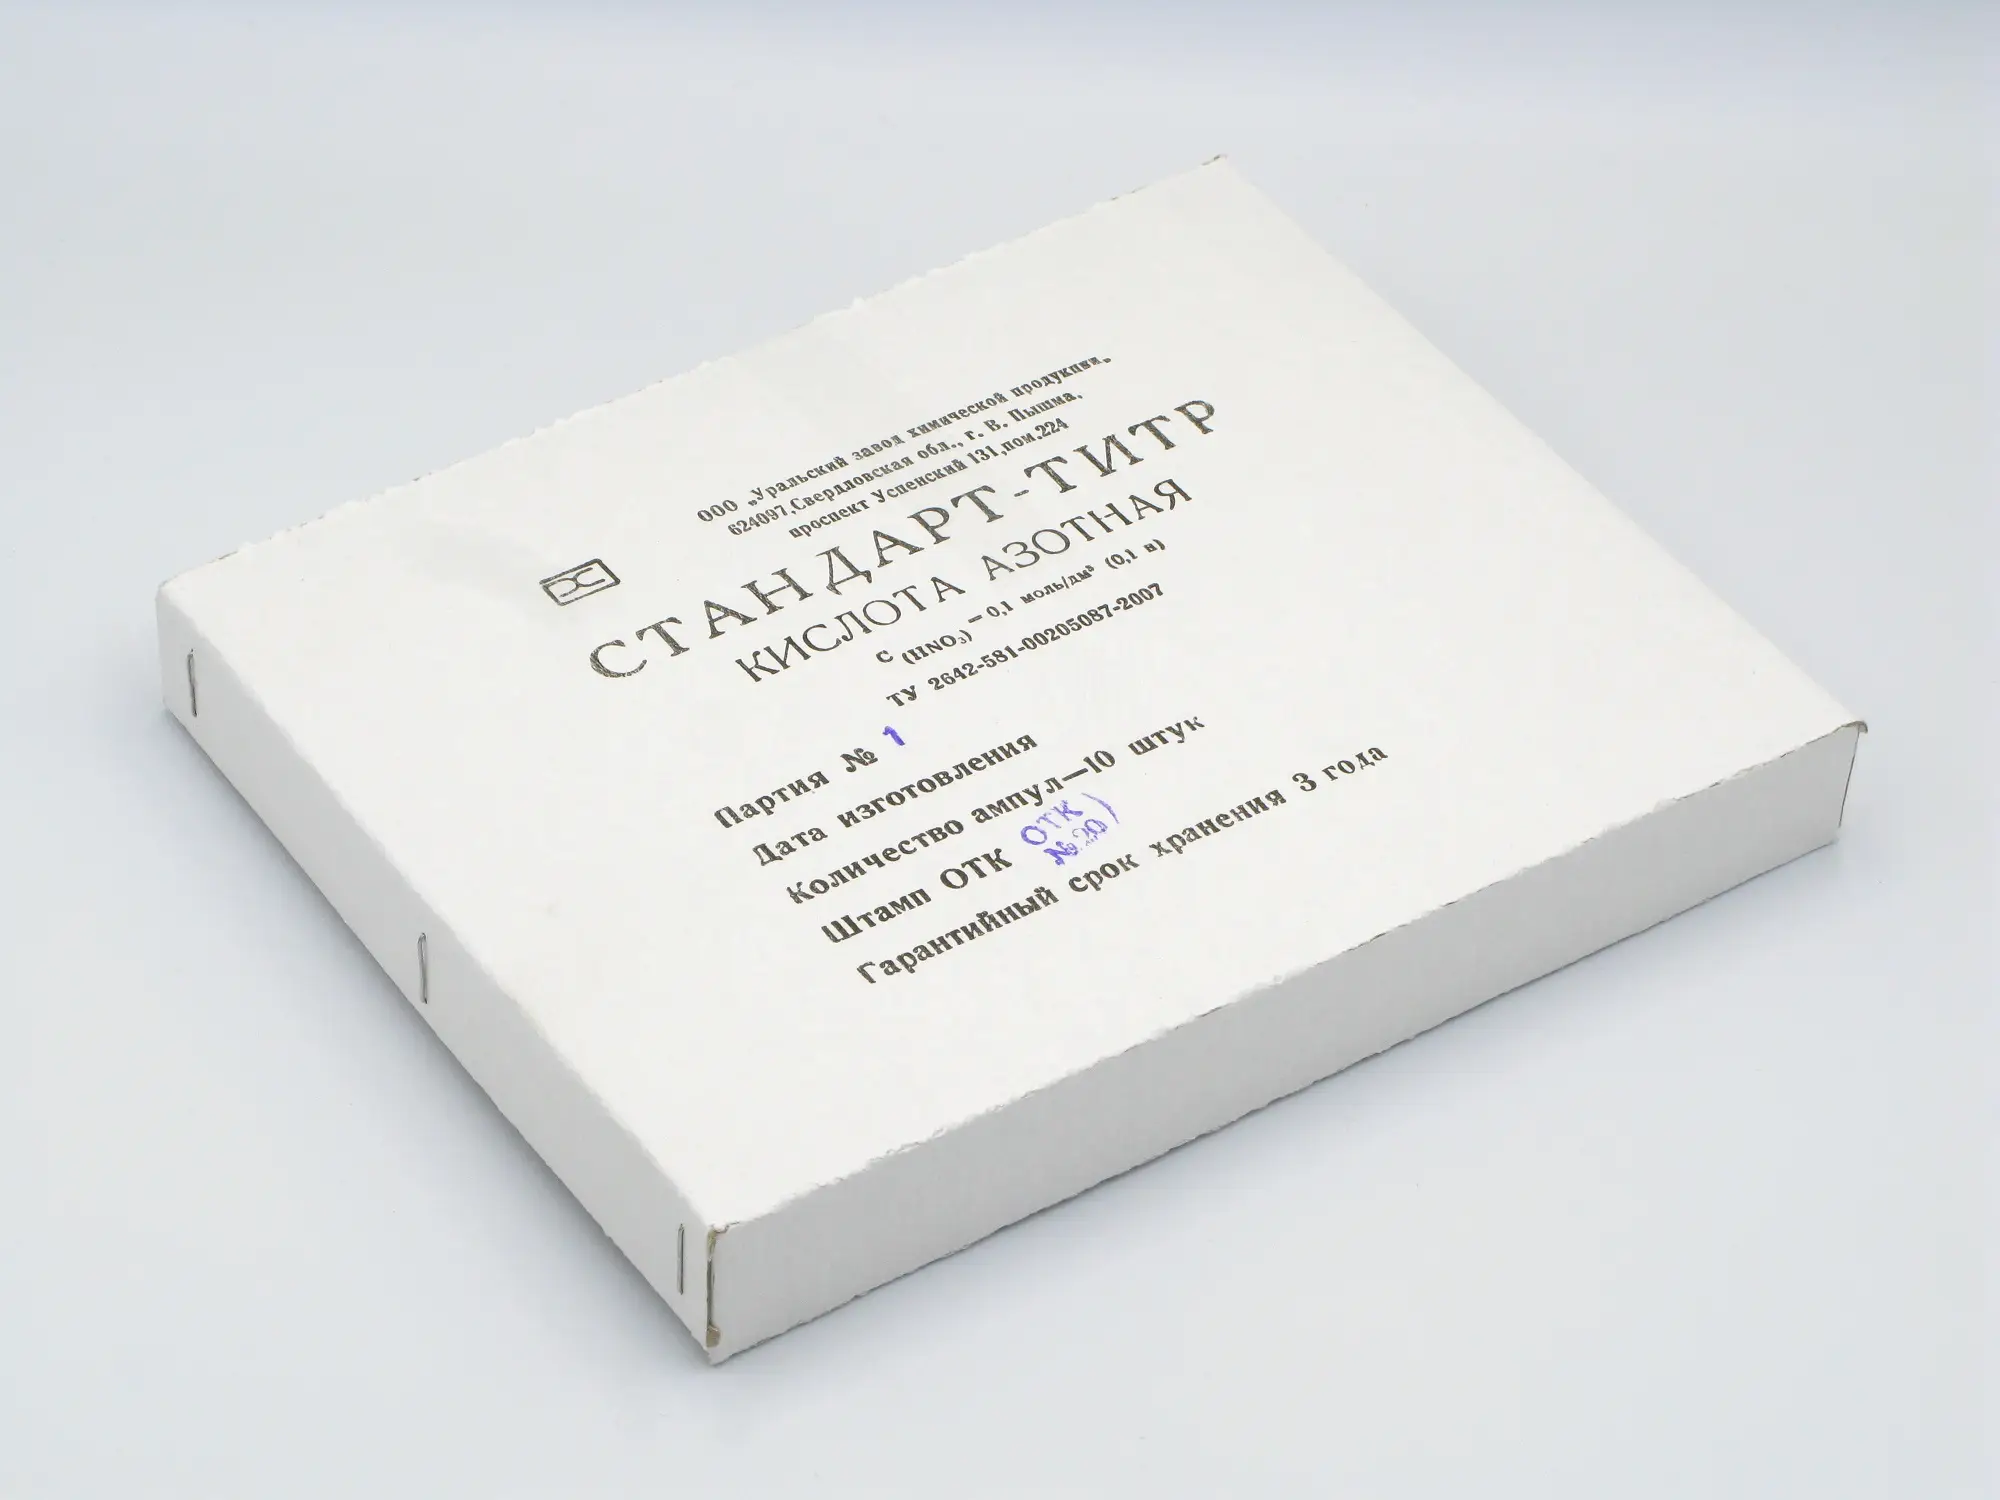 ООО „Уральский завод химической продукции„
624097,Свердловская обл., г. В. Пышма,
проспект Успенский 131,пом.224
СТАНДАРТ-ТИТР
КИСЛОТА АЗОТНАЯ
С (HNO₃) – 0,1 моль/дм³ (0,1 н)
ТУ 2642-581-00205087-2007
Партия № 1
Дата изготовления
Количество ампул—10 штук
Штамп ОТК ОТК
№20
Гарантийный срок хранения 3 года